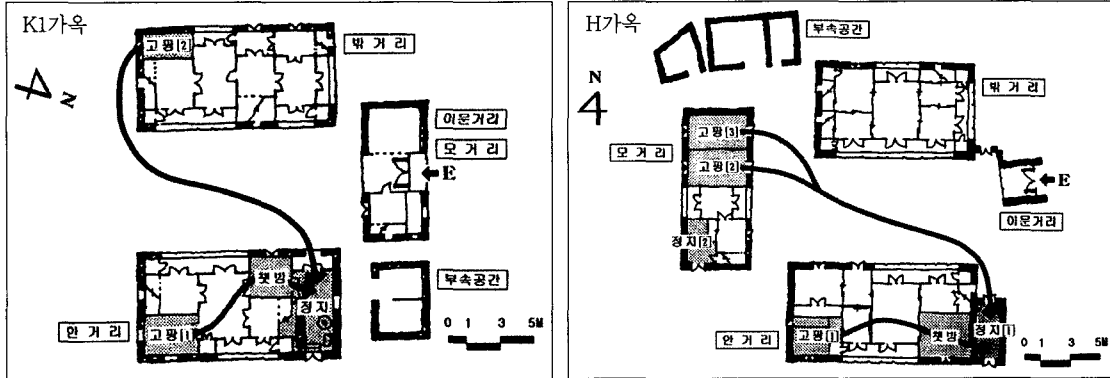 K1가옥
고팡[2]
밖거리
N
이문거리
모거리
E
부속공간
챗방
정지
안거리
고팡[1]
0 1 3 5M
H가옥
부속공간
N
밖거리
모거리
고팡[3]
고팡[2]
E
이문거리
정지[2]
안거리
고팡[1]
챗방
정지[1]
0 1 3 5M